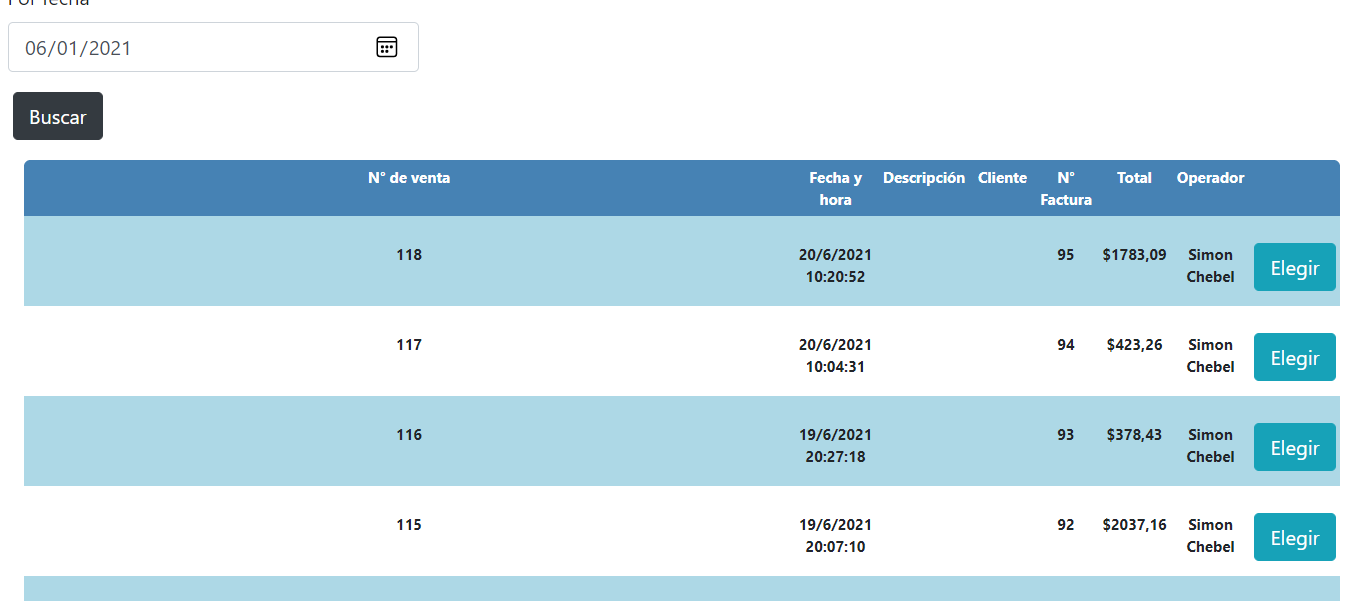 Por fecha
06/01/2021
Buscar
N° de venta Fecha y hora Descripción Cliente N° Factura Total Operador
118 20/6/2021 10:20:52 95 $1783,09 Simon Chebel Elegir
117 20/6/2021 10:04:31 94 $423,26 Simon Chebel Elegir
116 19/6/2021 20:27:18 93 $378,43 Simon Chebel Elegir
115 19/6/2021 20:07:10 92 $2037,16 Simon Chebel Elegir